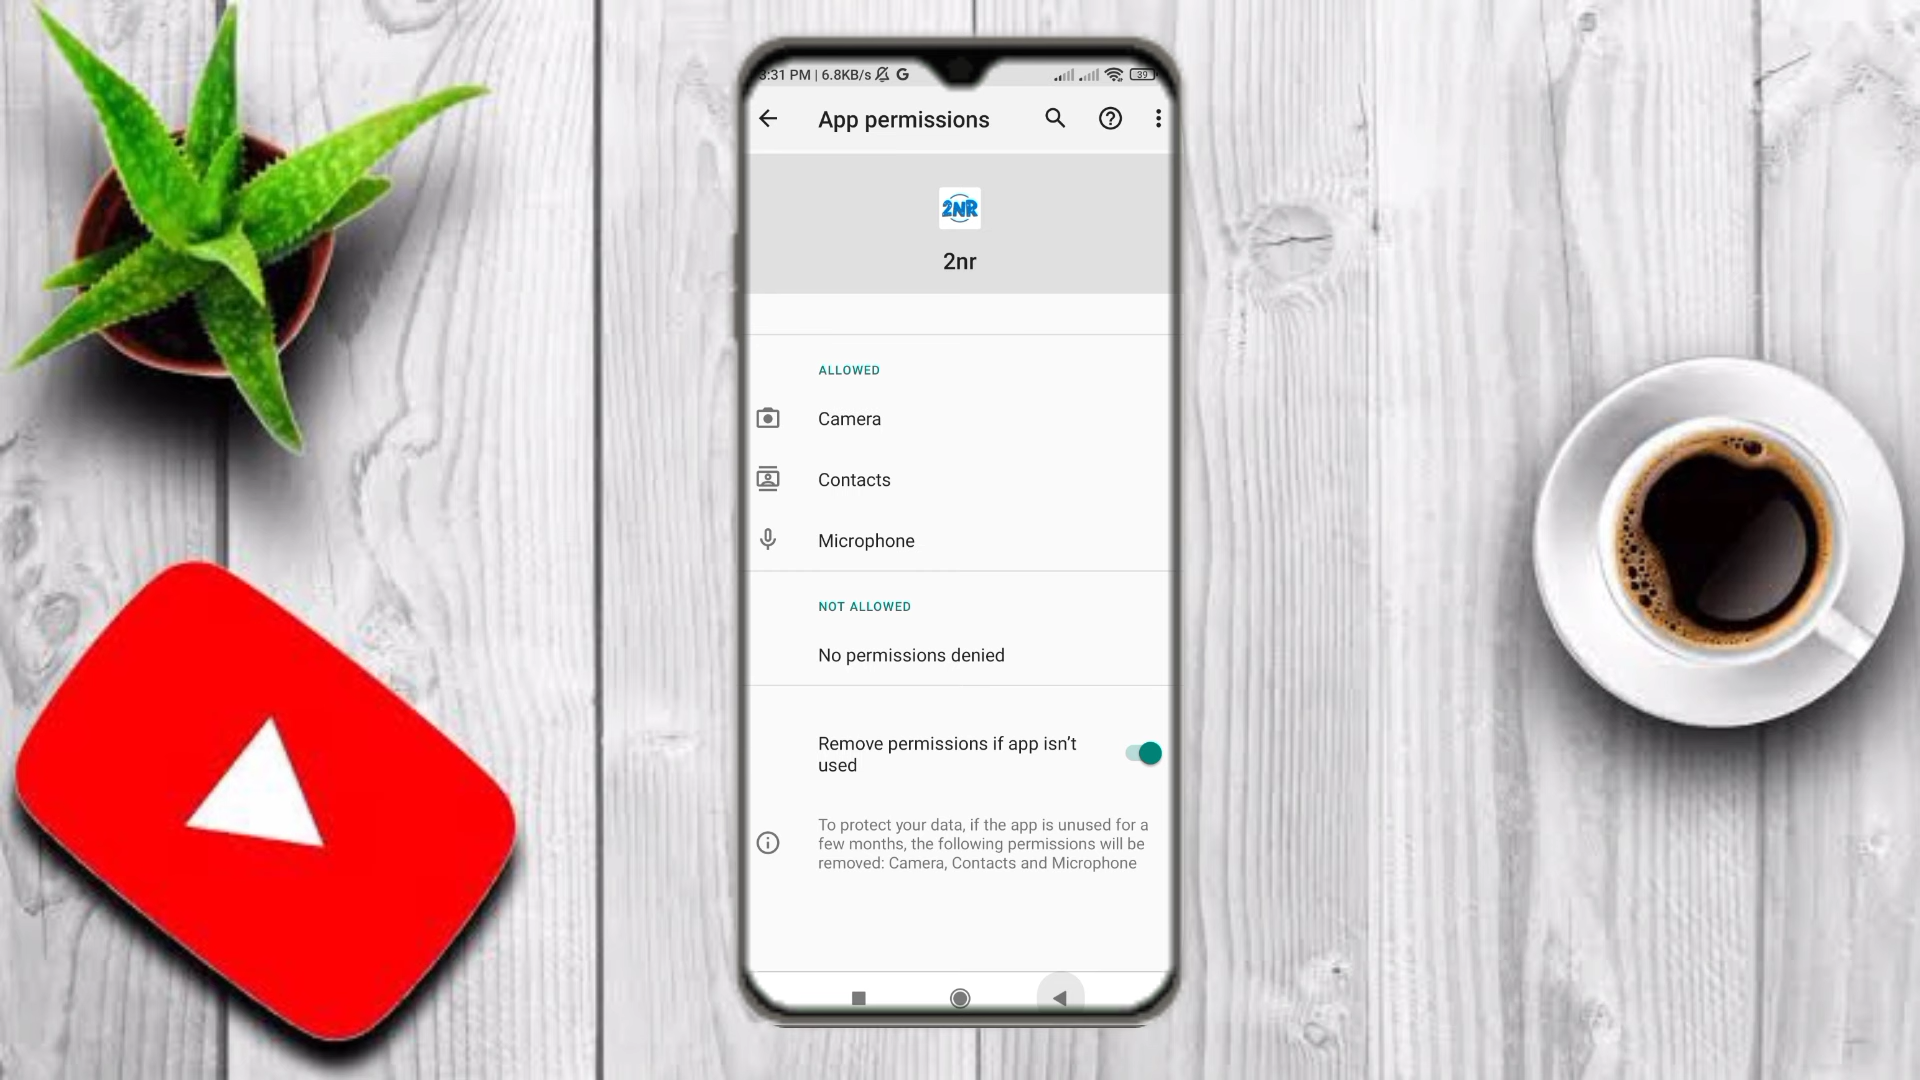 3:31 PM | 6.8KB/s G 39
App permissions
2NR
2nr
ALLOWED
Camera
Contacts
Microphone
NOT ALLOWED
No permissions denied
Remove permissions if app isn't
used
To protect your data, if the app is unused for a
few months, the following permissions will be
removed: Camera, Contacts and Microphone